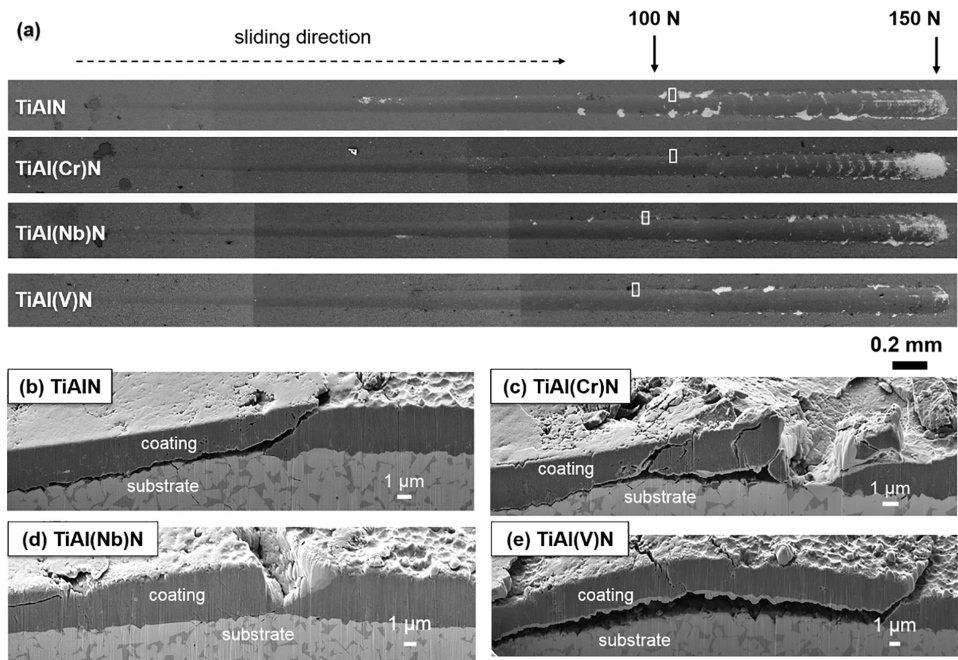 (a)
sliding direction
100 N
150 N
TiAlN
TiAl(Cr)N
TiAl(Nb)N
TiAl(V)N
0.2 mm
(b) TiAlN
coating
substrate
1 µm
(c) TiAl(Cr)N
coating
substrate
1 µm
(d) TiAl(Nb)N
coating
substrate
1 µm
(e) TiAl(V)N
coating
substrate
1 µm